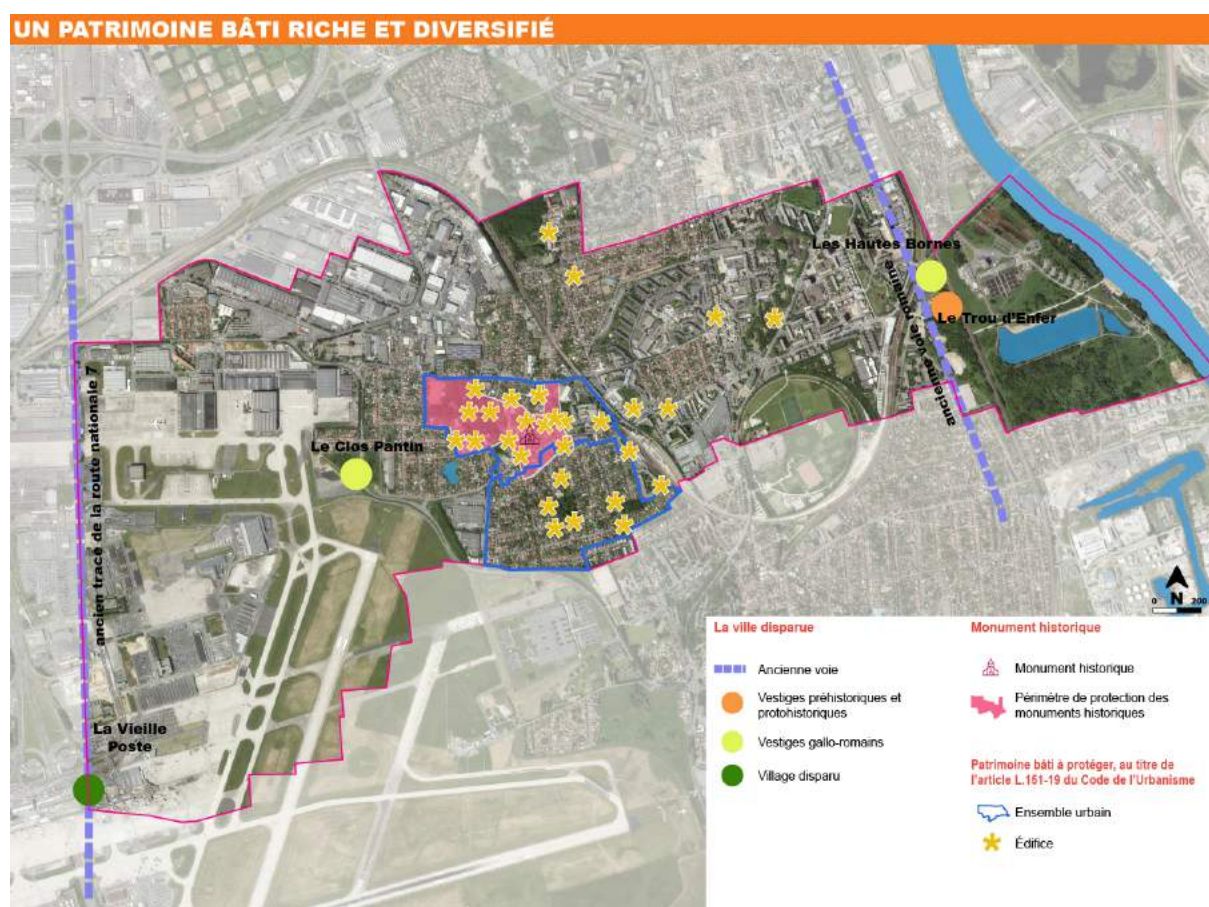 UN PATRIMOINE BÂTI RICHE ET DIVERSIFIÉ
Les Hautes Bornes
Le Trou d'Enfer
ancienne voie romaine
Le Clos Pantin
ancien trace de la route nationale 7
La Vieille
Poste
0 N 200
La ville disparue
Ancienne voie
Vestiges préhistoriques et
protohistoriques
Vestiges gallo-romains
Village disparu
Monument historique
Monument historique
Périmètre de protection des
monuments historiques
Patrimoine bâti à protéger, au titre de
l'article L.151-19 du Code de l'Urbanisme
Ensemble urbain
Édifice